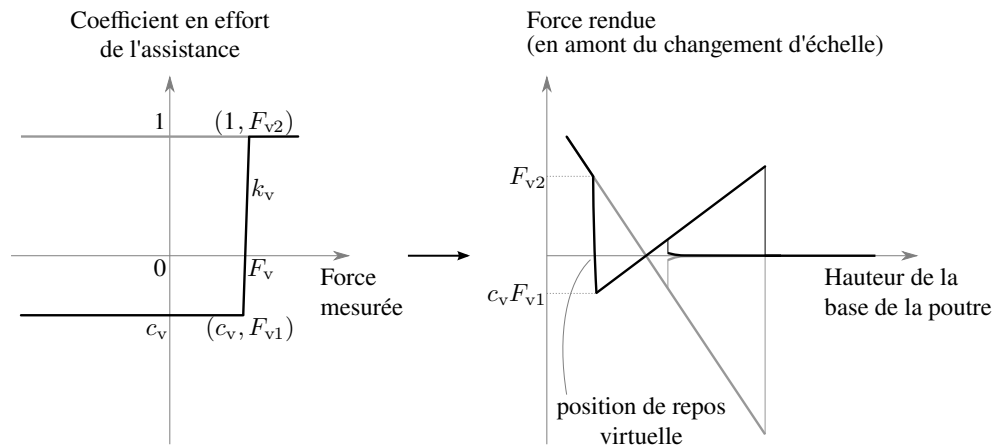 Coefficient en effort
de l'assistance
1
(1, F_v2)
k_v
0
F_v
Force
mesurée
c_v
(c_v, F_v1)
Force rendue
(en amont du changement d'échelle)
F_v2
c_vF_v1
Hauteur de la
base de la poutre
position de repos
virtuelle